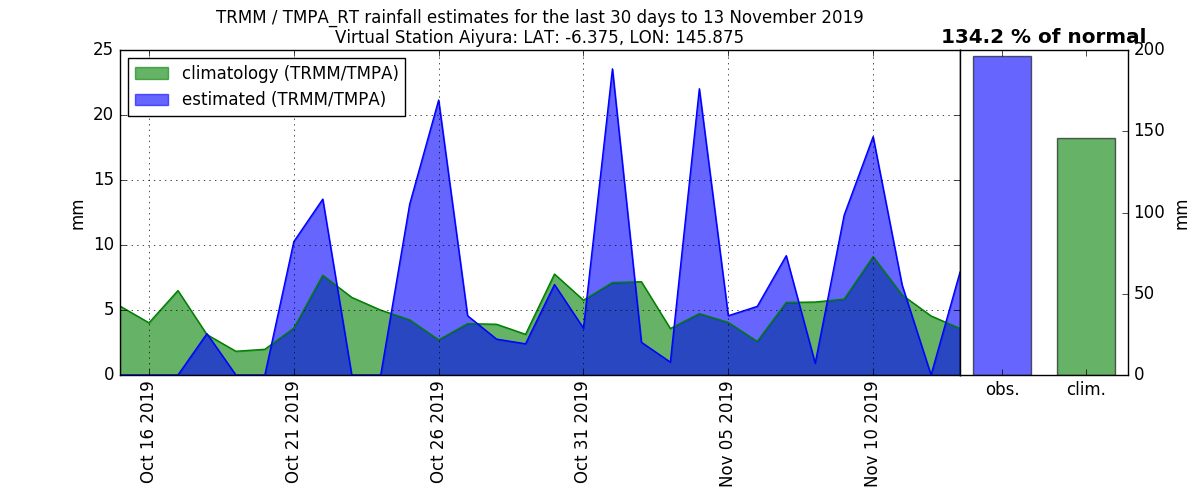 TRMM / TMPA_RT rainfall estimates for the last 30 days to 13 November 2019
Virtual Station Aiyura: LAT: -6.375, LON: 145.875
134.2 % of normal
climatology (TRMM/TMPA)
estimated (TRMM/TMPA)
25
20
15
10
5
0
mm
Oct 16 2019
Oct 21 2019
Oct 26 2019
Oct 31 2019
Nov 05 2019
Nov 10 2019
200
150
100
50
0
mm
obs.
clim.